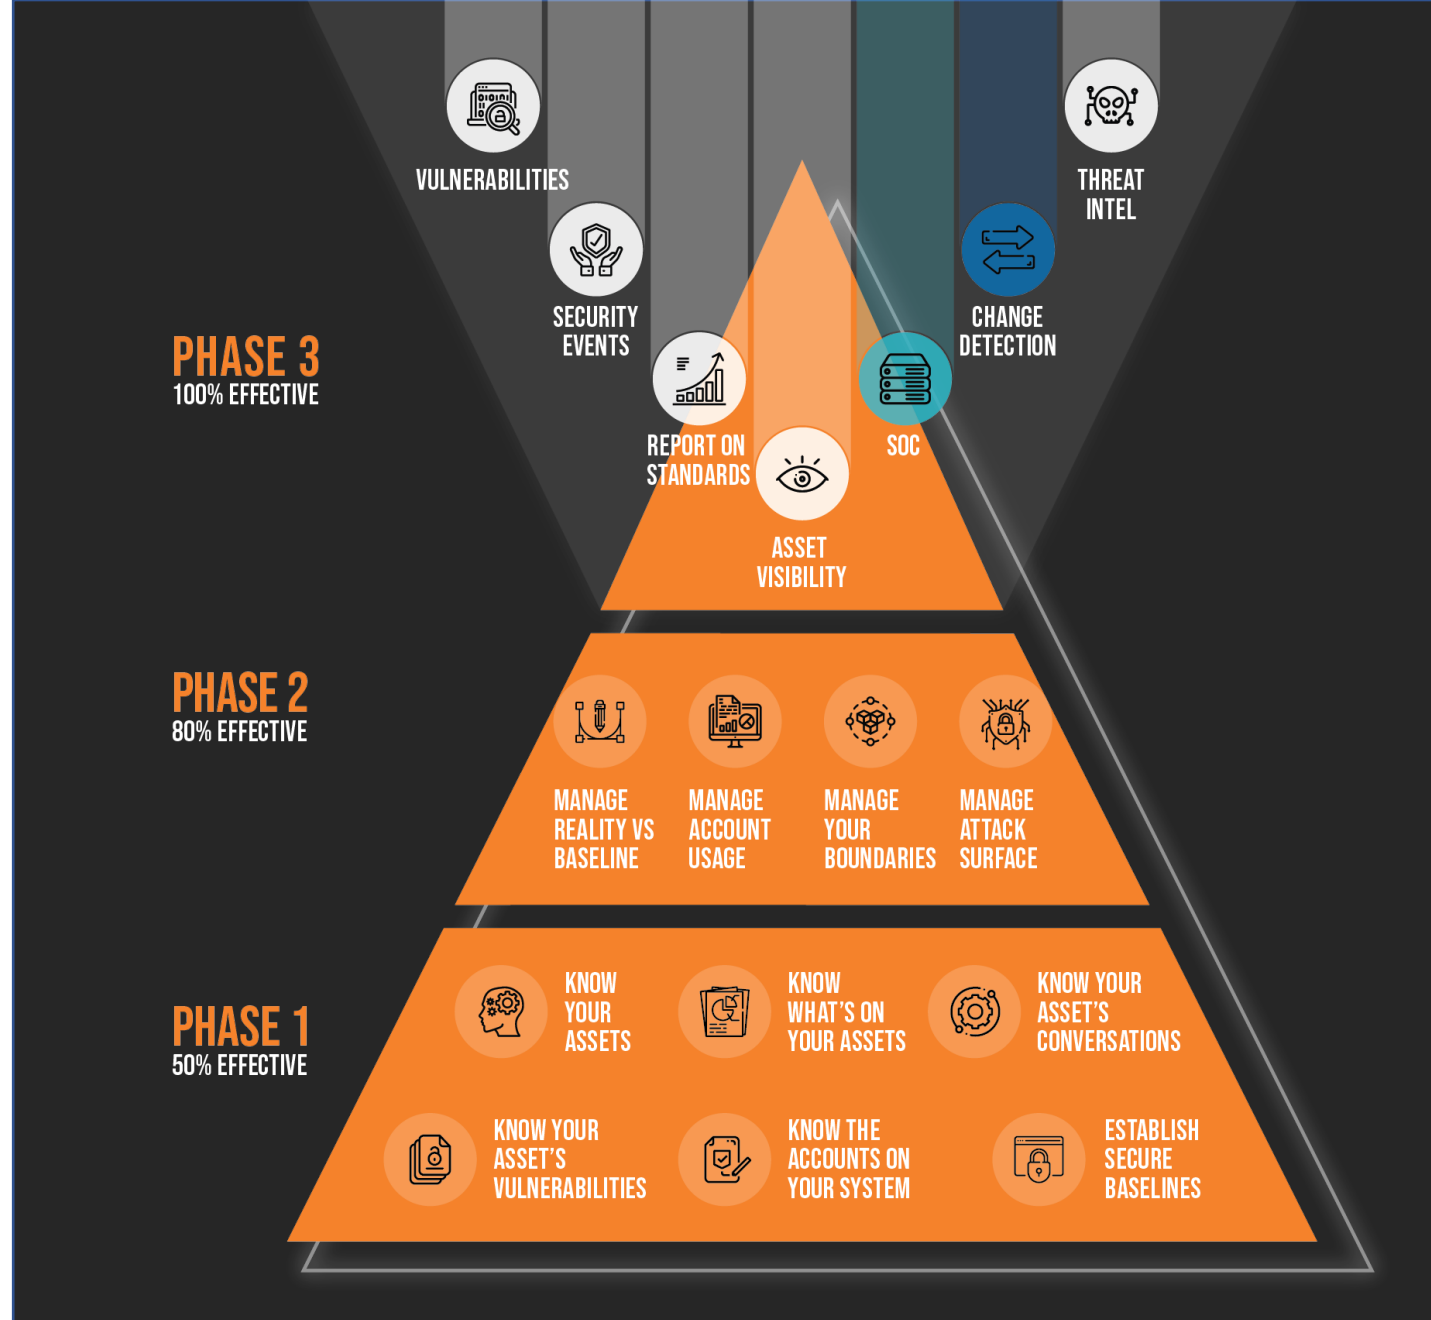 VULNERABILITIES
THREAT
INTEL
SECURITY
EVENTS
CHANGE
DETECTION
PHASE 3
100% EFFECTIVE
REPORT ON
STANDARDS
SOC
ASSET
VISIBILITY
PHASE 2
80% EFFECTIVE
MANAGE
REALITY VS
BASELINE
MANAGE
ACCOUNT
USAGE
MANAGE
YOUR
BOUNDARIES
MANAGE
ATTACK
SURFACE
PHASE 1
50% EFFECTIVE
KNOW
YOUR
ASSETS
KNOW
WHAT'S ON
YOUR ASSETS
KNOW YOUR
ASSET'S
CONVERSATIONS
KNOW YOUR
ASSET'S
VULNERABILITIES
KNOW THE
ACCOUNTS ON
YOUR SYSTEM
ESTABLISH
SECURE
BASELINES